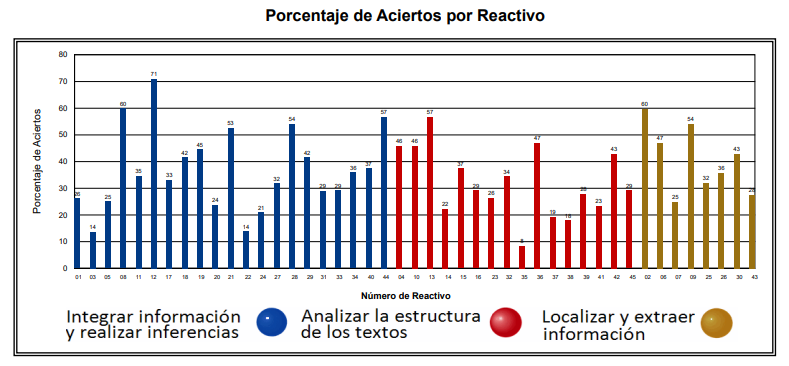 Porcentaje de Aciertos por Reactivo
Porcentaje de Aciertos
80
70
60
50
40
30
20
10
0
26 14 25 60 35 71 33 42 45 24 53 14 21 32 54 42 29 29 36 37 57 46 46 57 22 37 29 26 34 8 47 19 18 28 23 43 29 60 47 25 54 32 36 43 28
01 03 05 08 11 12 17 18 19 20 21 22 24 27 28 29 31 33 34 40 44 04 10 13 14 15 16 23 32 35 36 37 38 39 41 42 45 02 06 07 09 25 26 30 43
Número de Reactivo
Integrar información
y realizar inferencias
Analizar la estructura
de los textos
Localizar y extraer
información